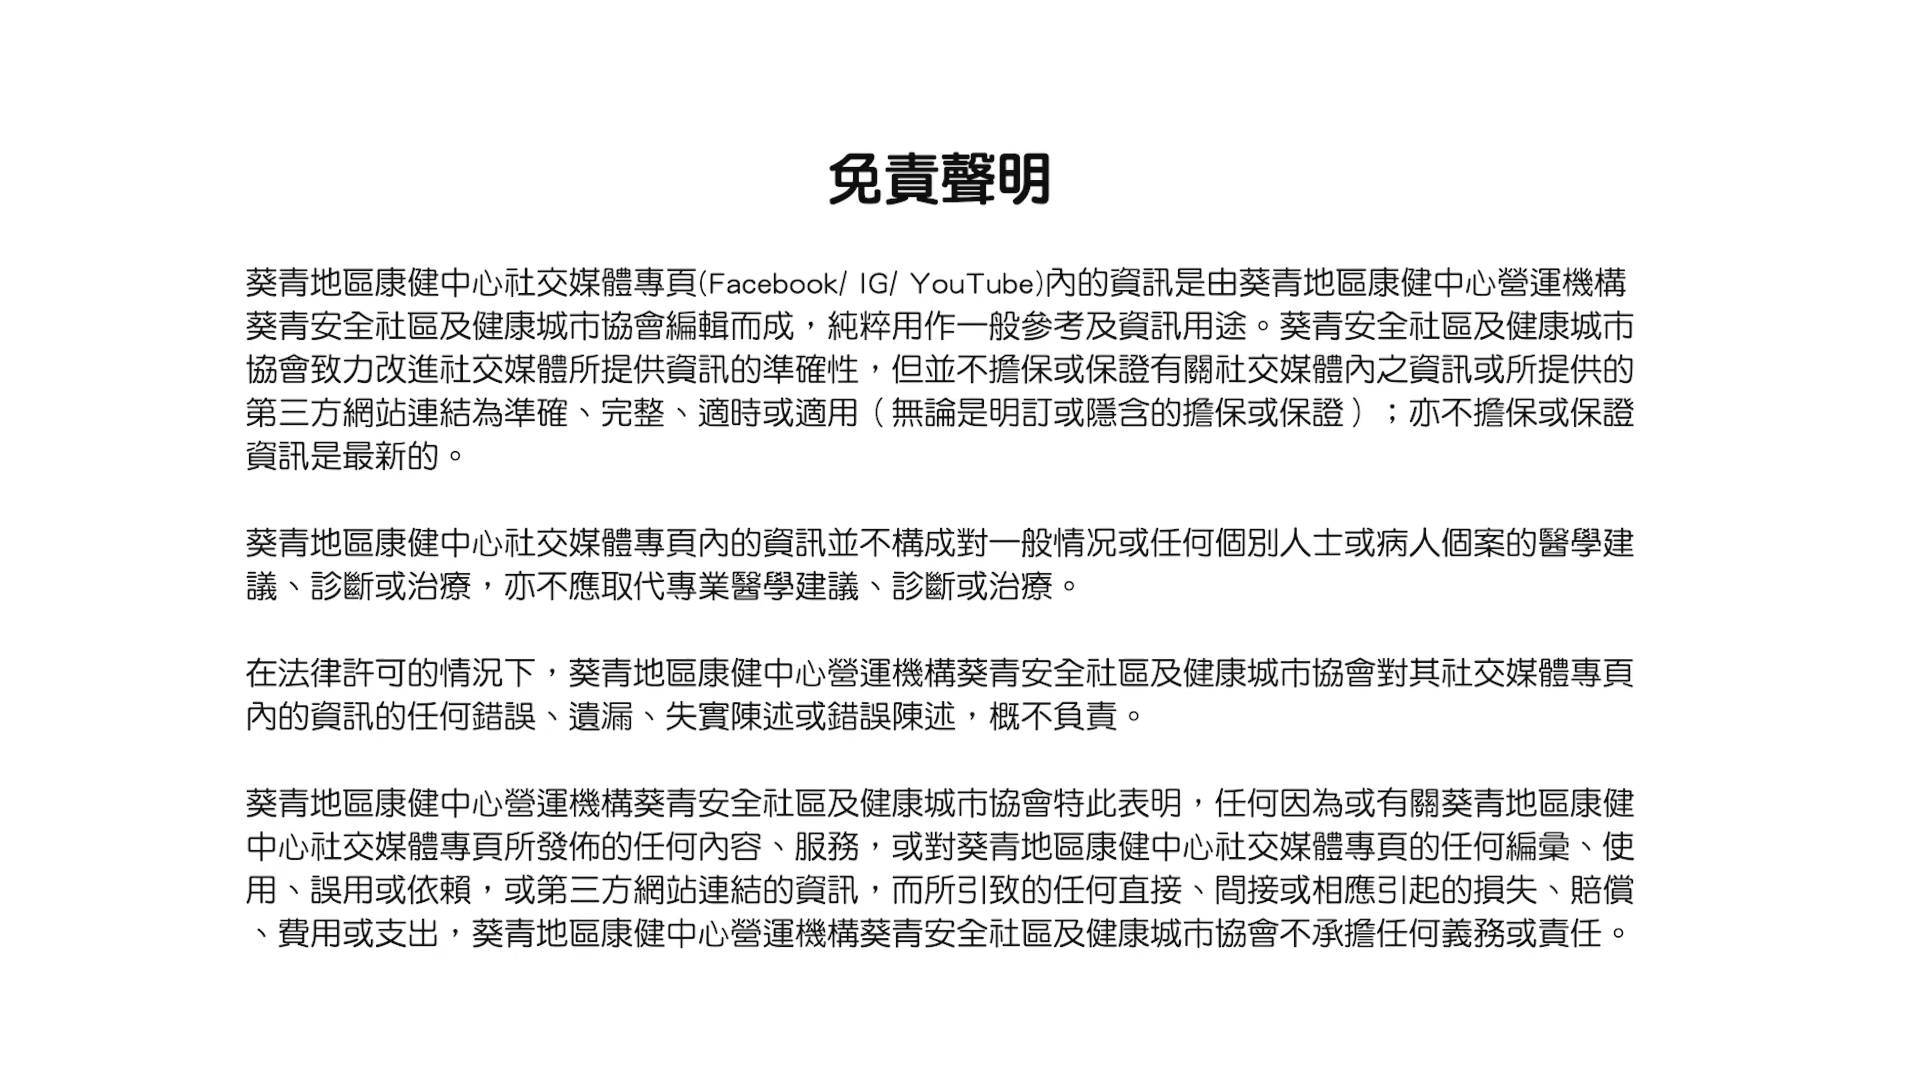 免責聲明
葵青地區康健中心社交媒體專頁(Facebook/ IG/ YouTube)內的資訊是由葵青地區康健中心營運機構
葵青安全社區及健康城市協會編輯而成，純粹用作一般參考及資訊用途。葵青安全社區及健康城市
協會致力改進社交媒體所提供資訊的準確性，但並不擔保或保證有關社交媒體內之資訊或所提供的
第三方網站連結為準確、完整、適時或適用（無論是明訂或隱含的擔保或保證）；亦不擔保或保證
資訊是最新的。
葵青地區康健中心社交媒體專頁內的資訊並不構成對一般情况或任何個別人士或病人個案的醫學建
議、診斷或治療，亦不應取代專業醫學建議、診斷或治療。
在法律許可的情況下，葵青地區康健中心營運機構葵青安全社區及健康城市協會對其社交媒體專頁
內的資訊的任何錯誤、遺漏、失實陳述或錯誤陳述，概不負責。
葵青地區康健中心營運機構葵青安全社區及健康城市協會特此表明，任何因為或有關葵青地區康健
中心社交媒體專頁所發佈的任何內容、服務，或對葵青地區康健中心社交媒體專頁的任何編彙、使
用、誤用或依賴，或第三方網站連結的資訊，而所引致的任何直接、間接或相應引起的損失、賠償
、費用或支出，葵青地區康健中心營運機構葵青安全社區及健康城市協會不承擔任何義務或責任。